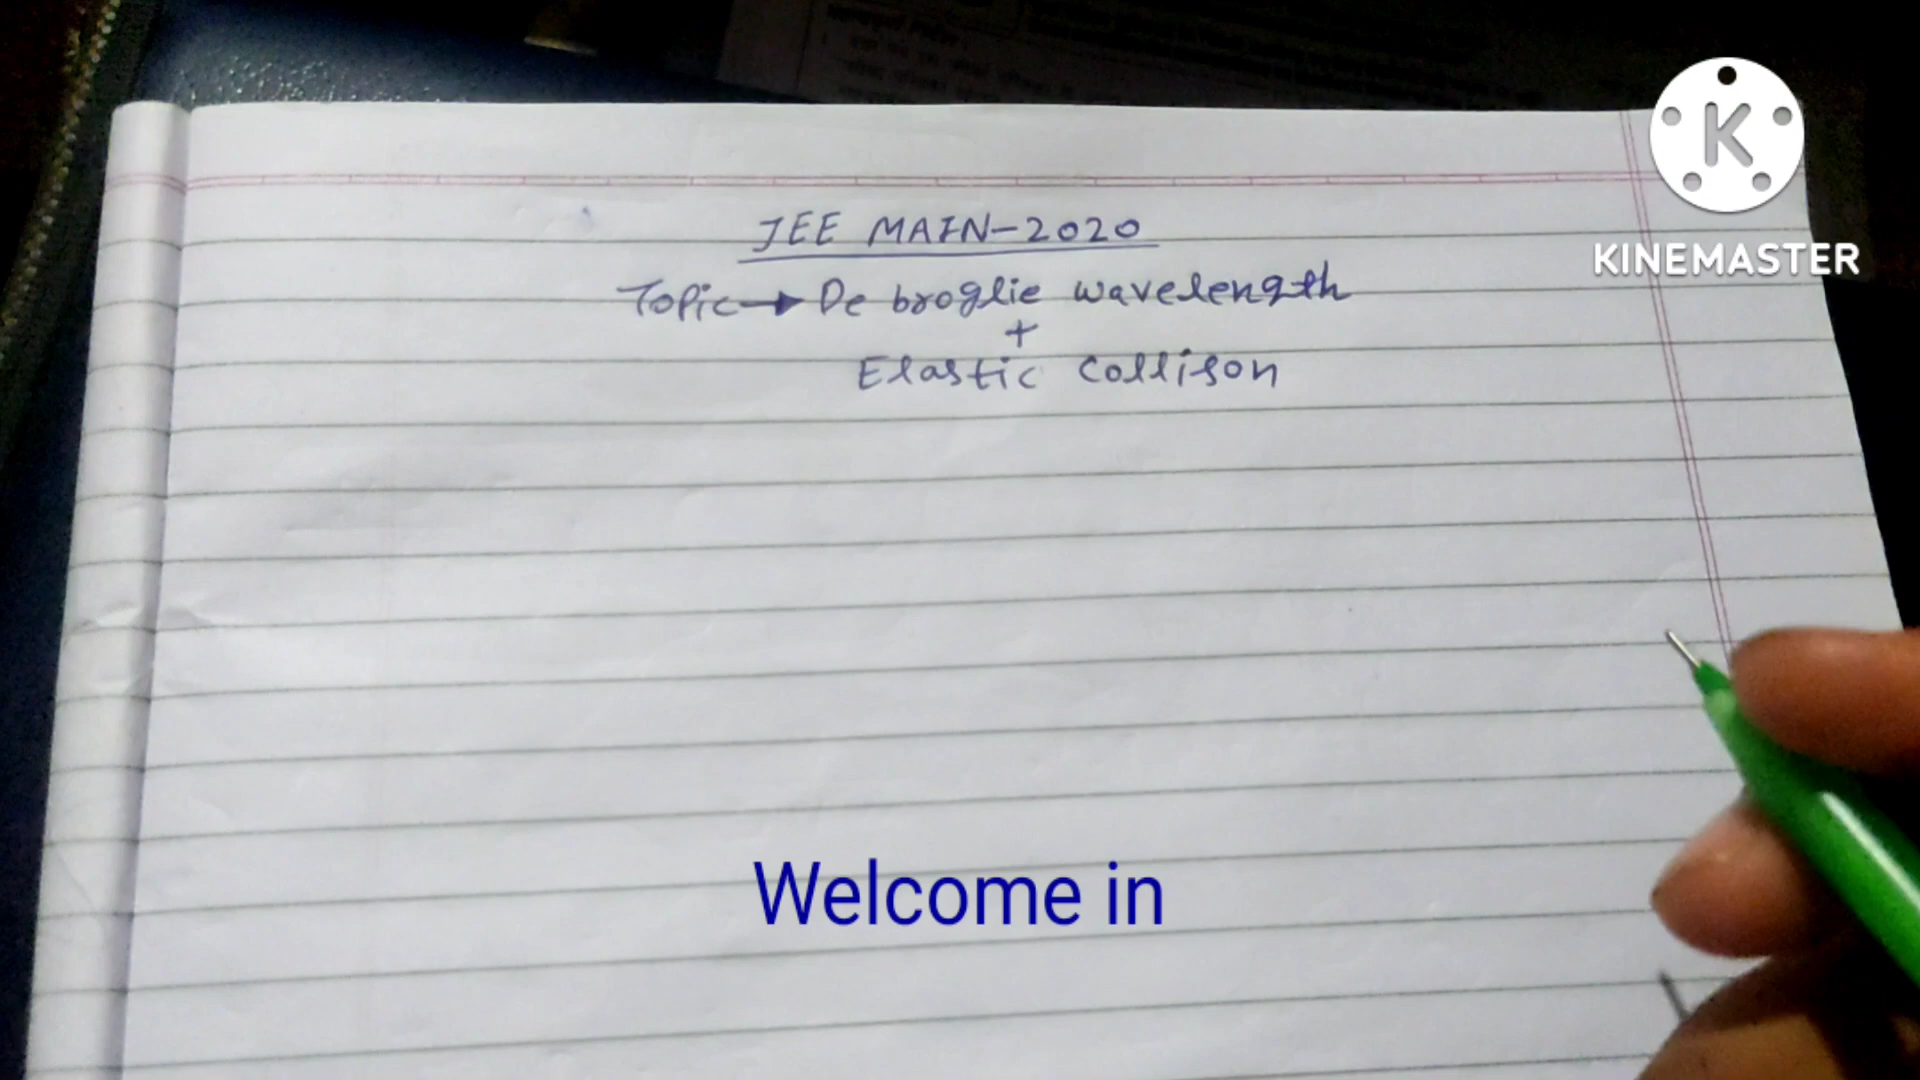 JEE MAIN-2020
Topic → De broglie wavelength
+
Elastic Collison
K
KINEMASTER
Welcome in